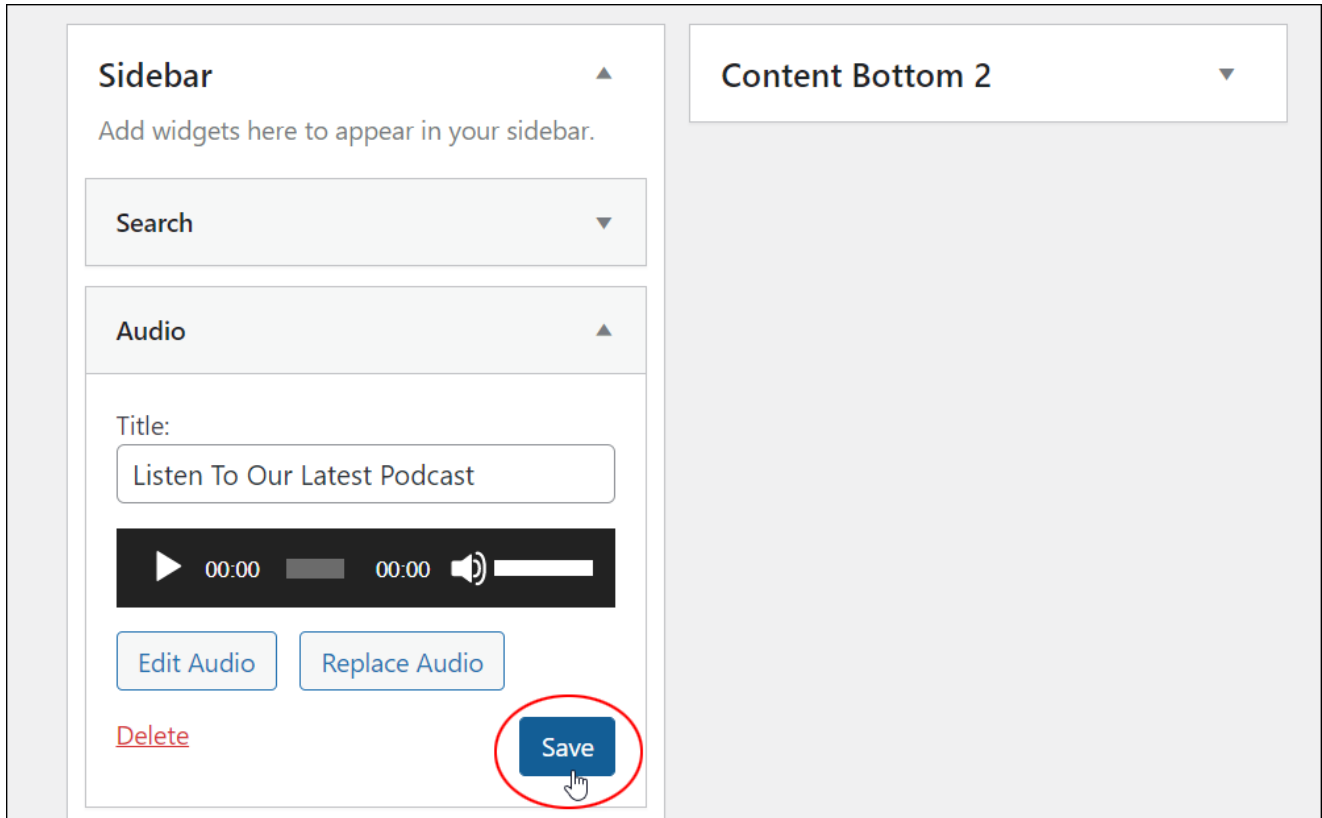 Sidebar
Add widgets here to appear in your sidebar.
Search
Audio
Title:
Listen To Our Latest Podcast
00:00 00:00
Edit Audio Replace Audio
Delete
Save
Content Bottom 2